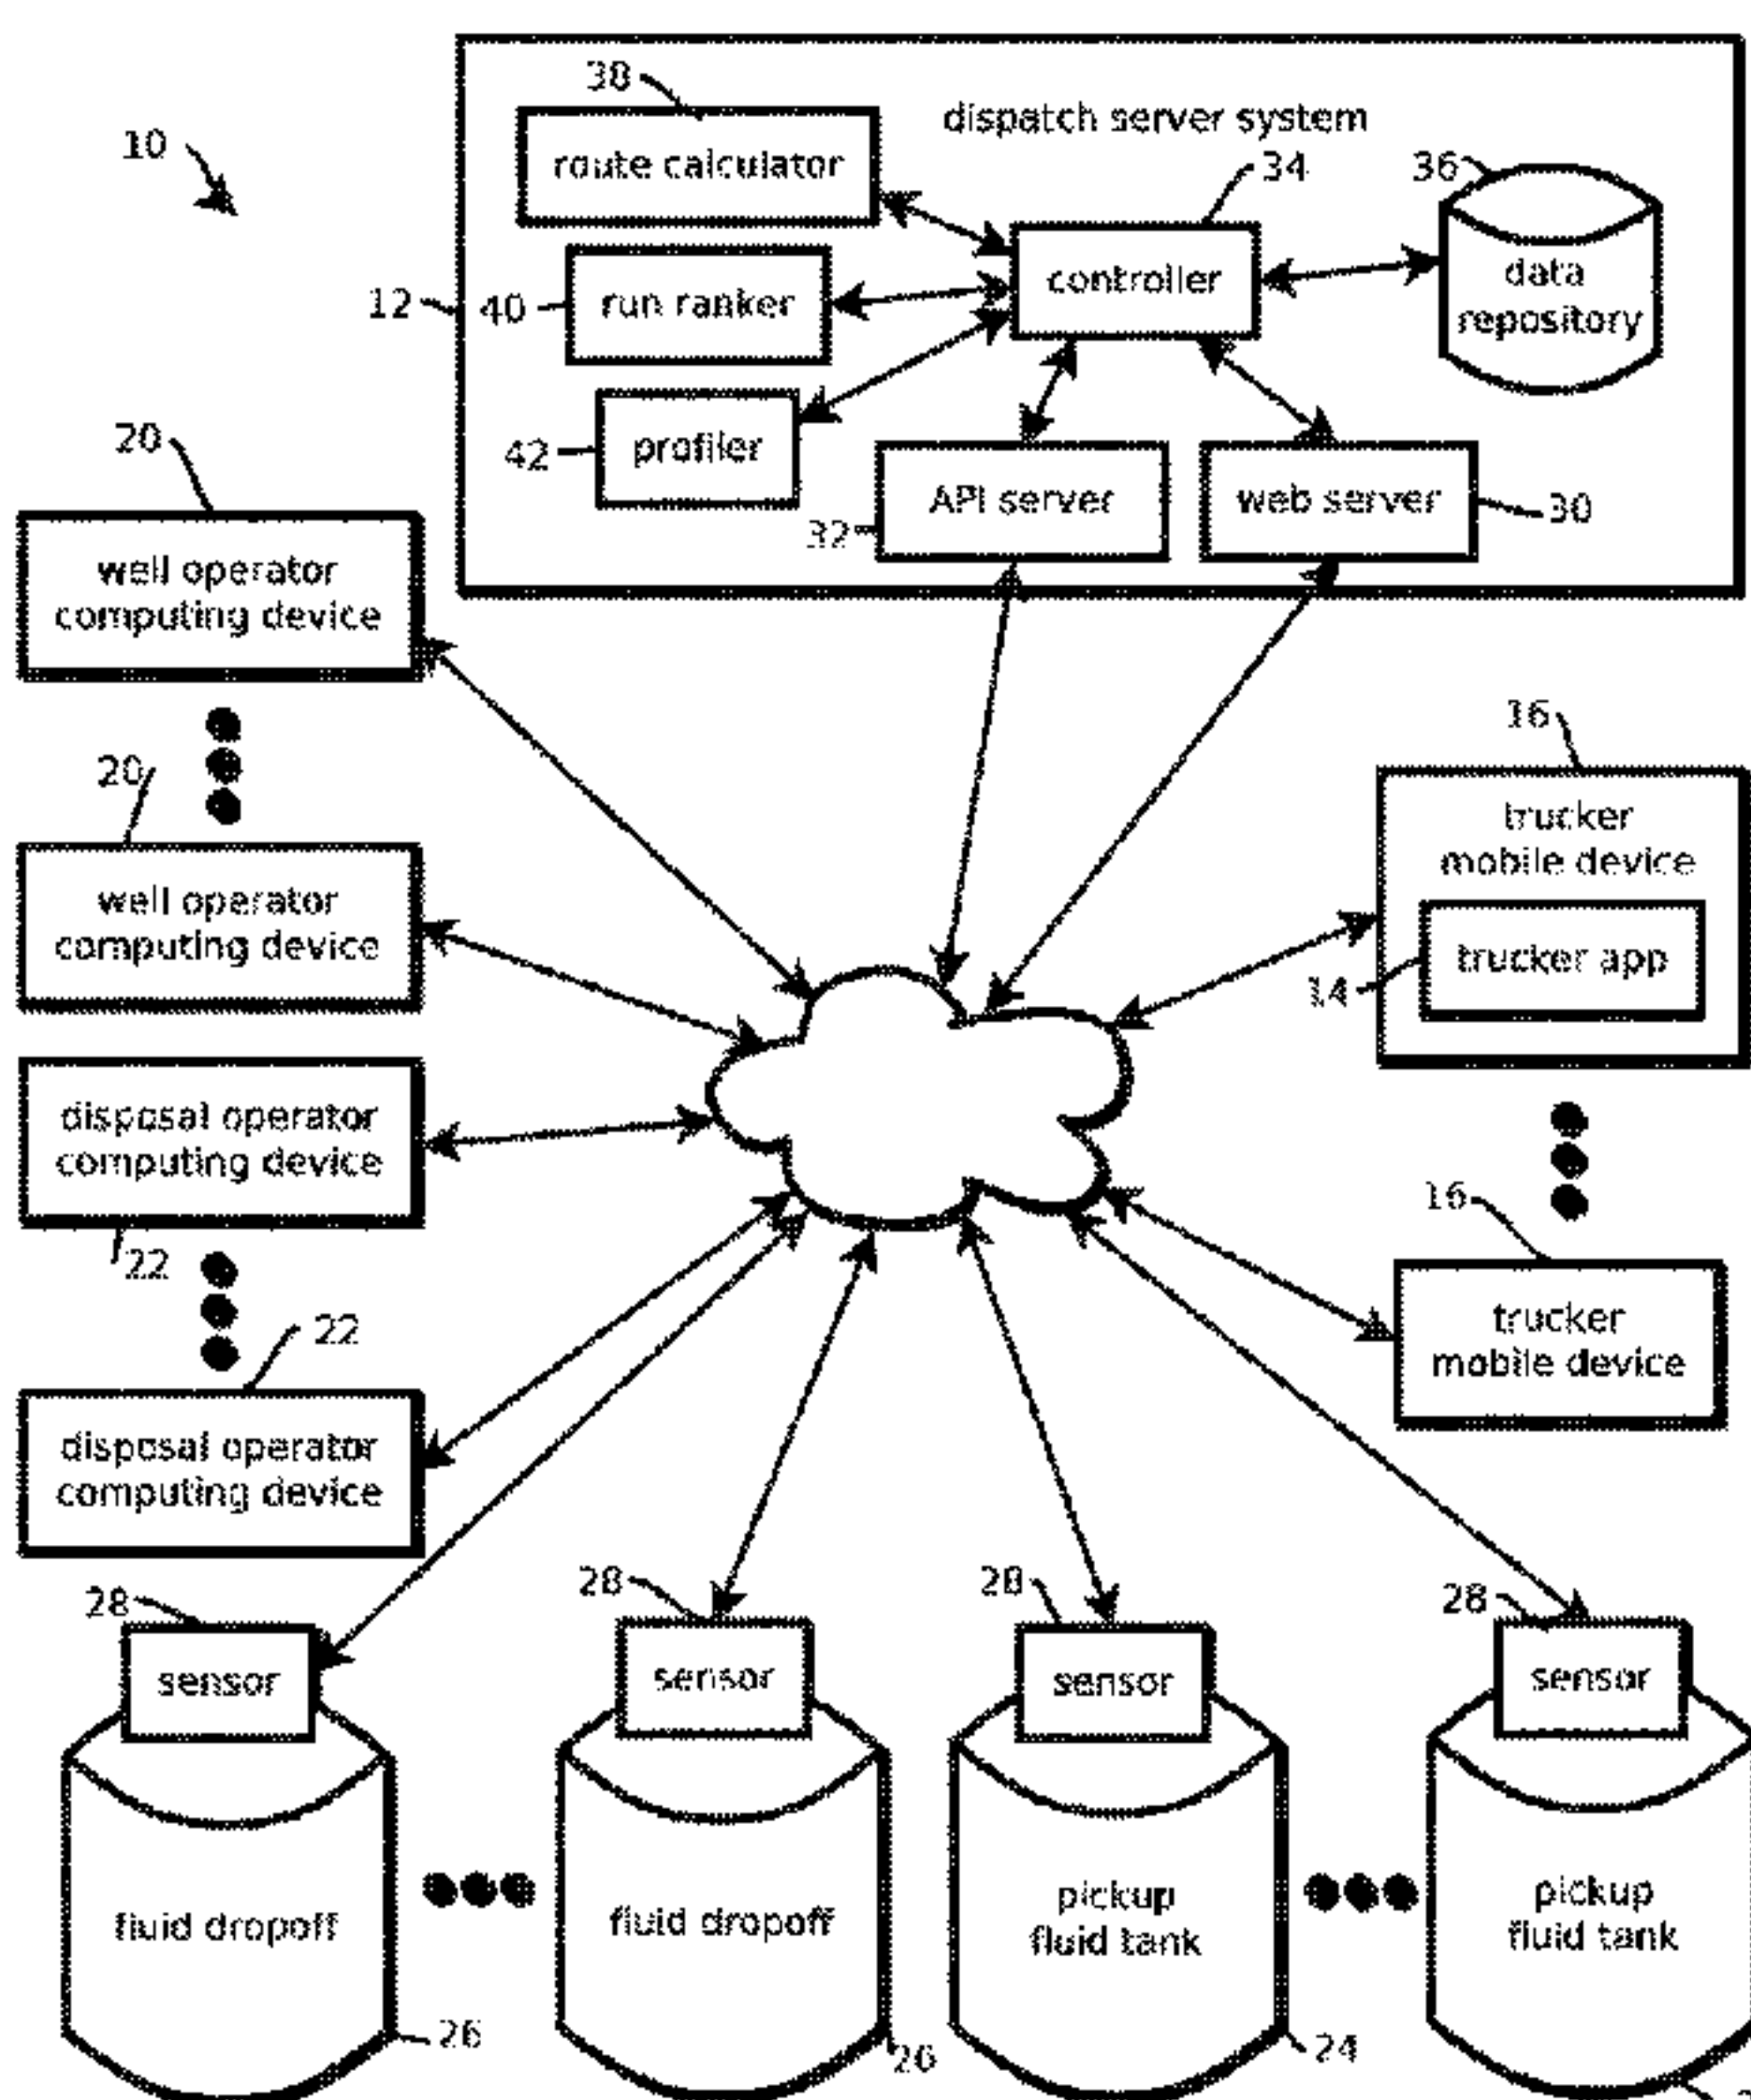 10
38
route calculator
dispatch server system
34
36
controller
data
repository
12
40
run ranker
42
profiler
API server
32
web server
30
20
well operator
computing device
20
well operator
computing device
16
trucker
mobile device
trucker app
14
disposal operator
computing device
22
16
trucker
mobile device
22
disposal operator
computing device
28
sensor
28
sensor
28
sensor
28
sensor
fluid dropoff
fluid dropoff
pickup
fluid tank
pickup
fluid tank
26
26
24